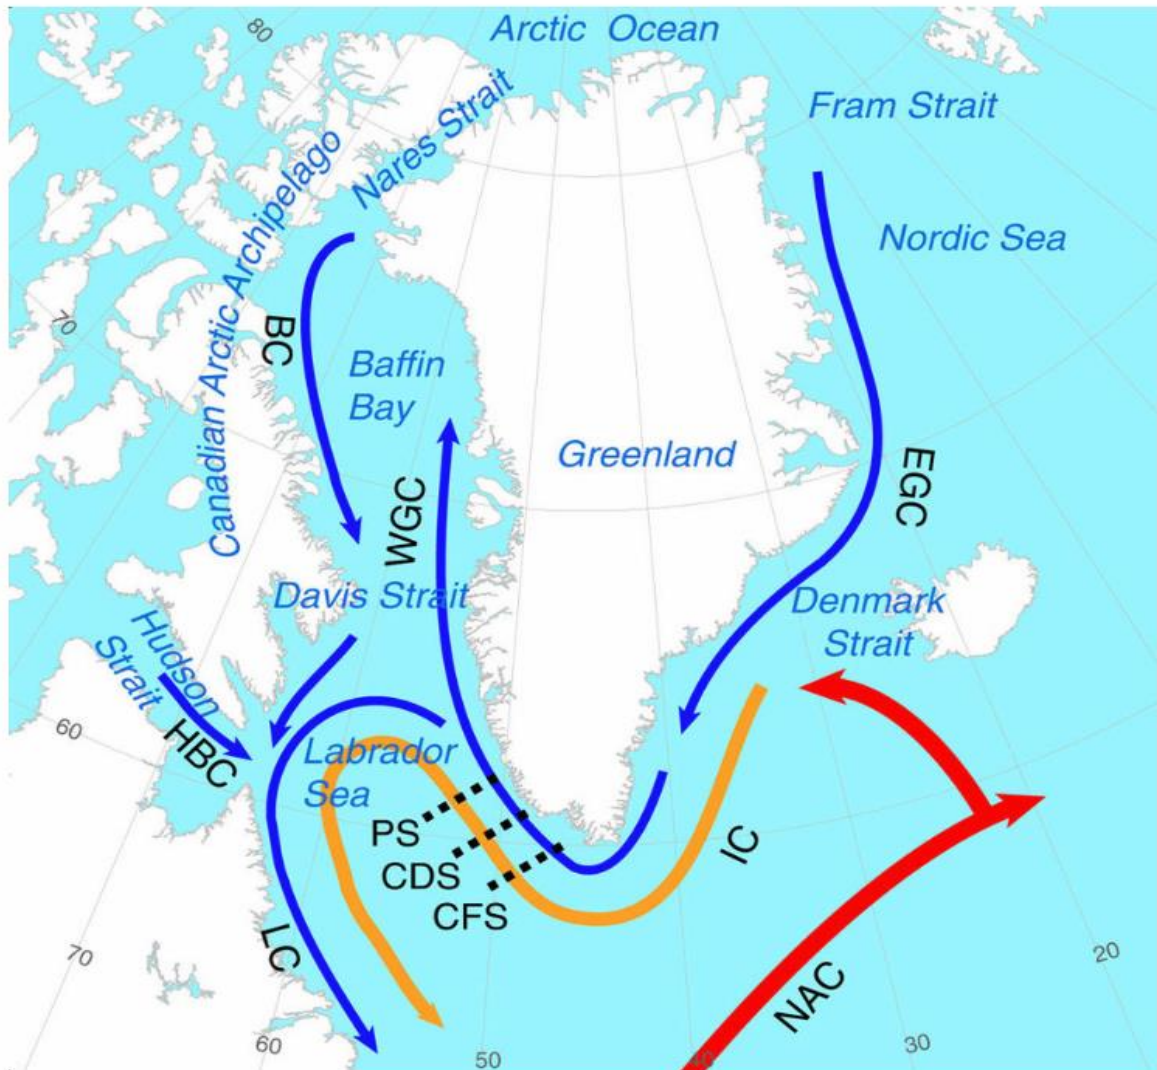 Arctic Ocean
80
Fram Strait
Nares Strait
Canadian Arctic Archipelago
Nordic Sea
70
BC
Baffin
Bay
Greenland
EGC
WGC
Davis Strait
Denmark
Strait
Hudson
Strait
60
HBC
Labrador
Sea
PS
CDS
CFS
IC
LC
NAC
70
20
60
50
30